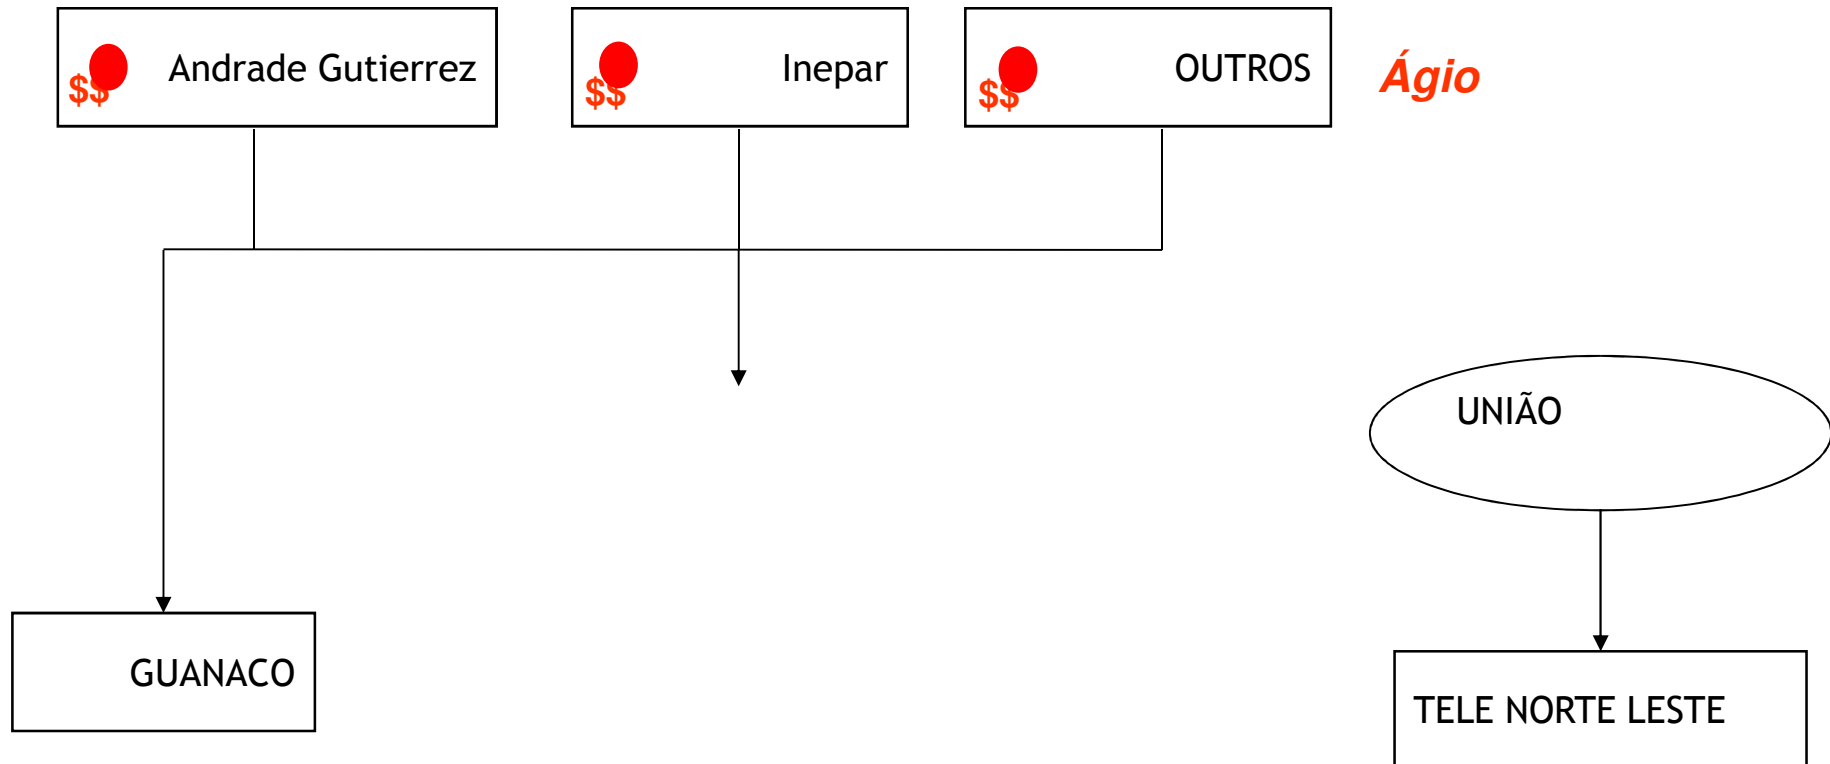 $$ Andrade Gutierrez
$$ Inepar
$$ OUTROS
Ágio
UNIÃO
GUANACO
TELE NORTE LESTE